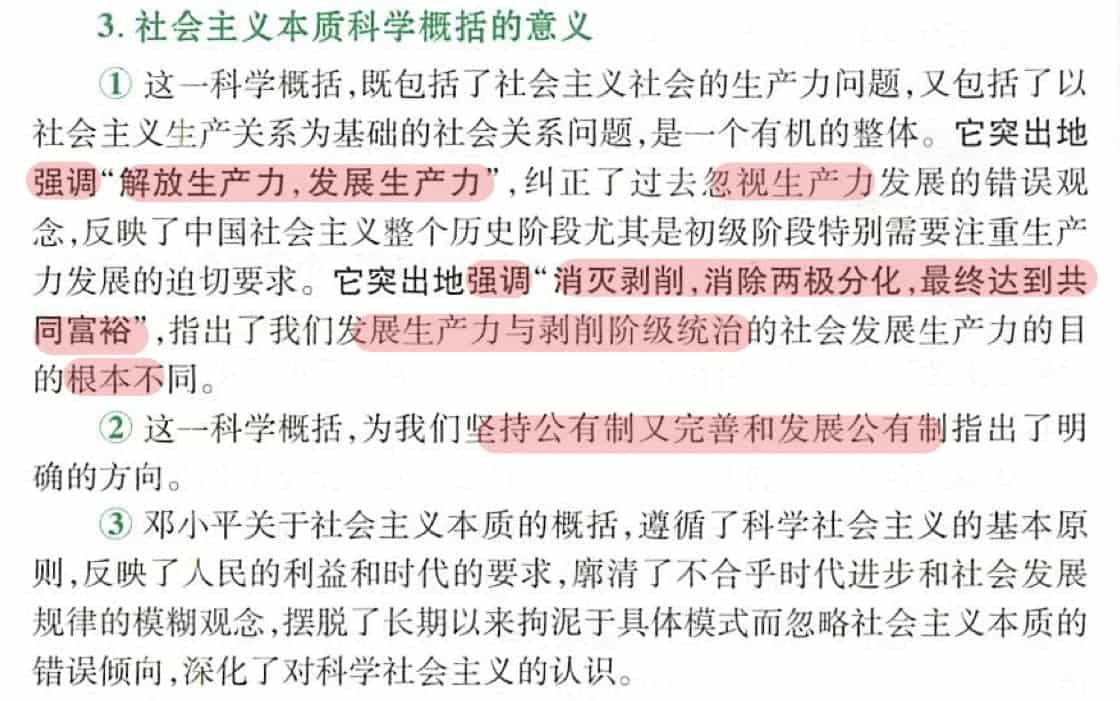 3. 社会主义本质科学概括的意义
① 这一科学概括,既包括了社会主义社会的生产力问题,又包括了以
社会主义生产关系为基础的社会关系问题,是一个有机的整体。它突出地
强调“解放生产力,发展生产力”,纠正了过去忽视生产力发展的错误观
念,反映了中国社会主义整个历史阶段尤其是初级阶段特别需要注重生产
力发展的迫切要求。它突出地强调“消灭剥削,消除两极分化,最终达到共
同富裕”,指出了我们发展生产力与剥削阶级统治的社会发展生产力的目
的根本不同。
② 这一科学概括,为我们坚持公有制又完善和发展公有制指出了明
确的方向。
③ 邓小平关于社会主义本质的概括,遵循了科学社会主义的基本原
则,反映了人民的利益和时代的要求,廓清了不合乎时代进步和社会发展
规律的模糊观念,摆脱了长期以来拘泥于具体模式而忽略社会主义本质的
错误倾向,深化了对科学社会主义的认识。